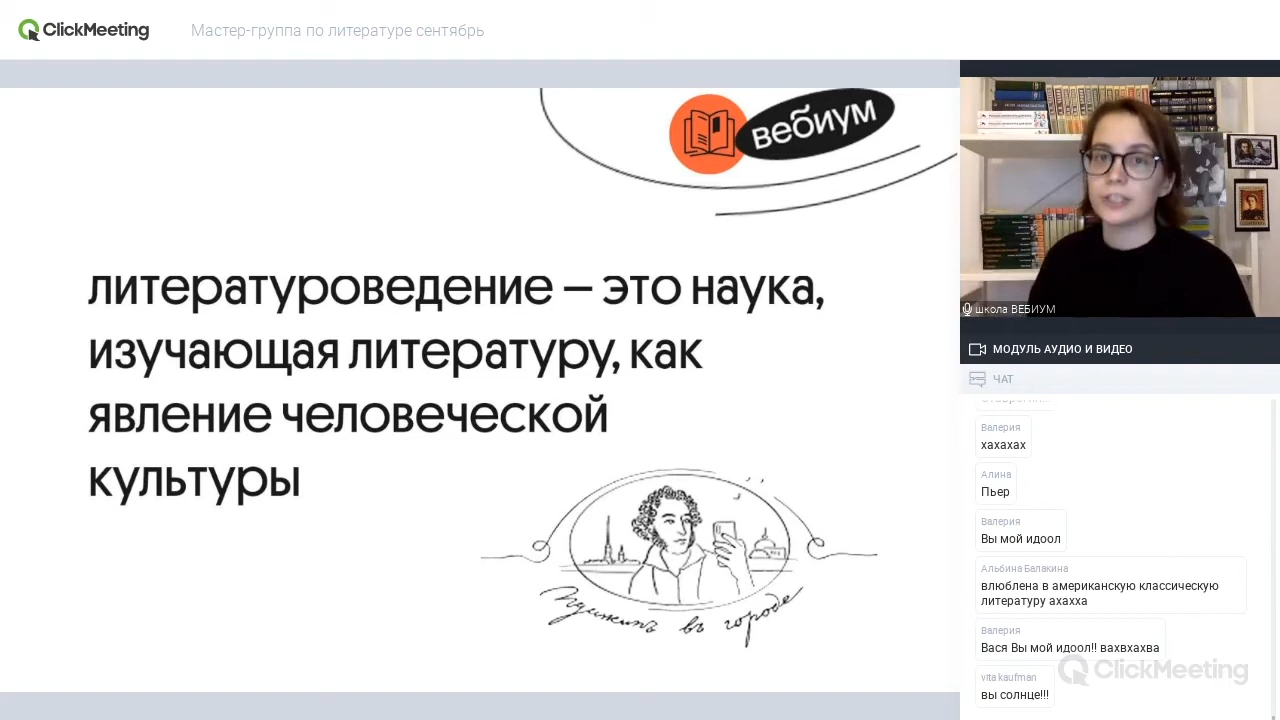 ClickMeeting
Мастер-группа по литературе сентябрь
вебиум
литературоведение – это наука,
изучающая литературу, как
явление человеческой
культуры
въ городе
школа ВЕБИУМ
МОДУЛЬ АУДИО И ВИДЕО
ЧАТ
Валерия
хахахах
Алина
Пьер
Валерия
Вы мой идоол
Альбина Балакина
влюблена в американскую классическую
литературу ахахха
Валерия
Вася Вы мой идоол!! вахвхахва
vita kaufman
вы солнце!!!
ClickMeeting